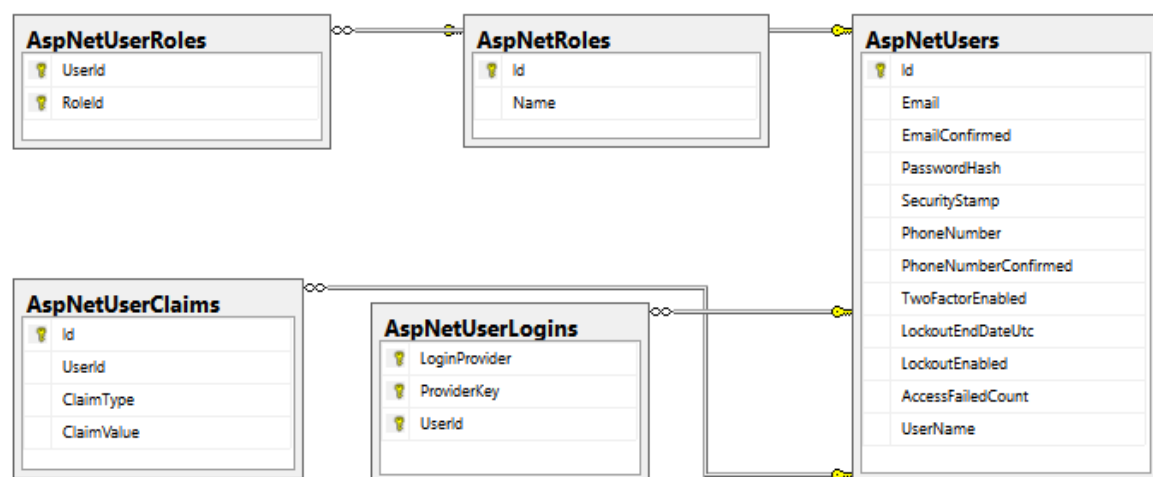 AspNetUserRoles
UserId
RoleId
AspNetRoles
Id
Name
AspNetUsers
Id
Email
EmailConfirmed
PasswordHash
SecurityStamp
PhoneNumber
PhoneNumberConfirmed
TwoFactorEnabled
LockoutEndDateUtc
LockoutEnabled
AccessFailedCount
UserName
AspNetUserClaims
Id
UserId
ClaimType
ClaimValue
AspNetUserLogins
LoginProvider
ProviderKey
UserId